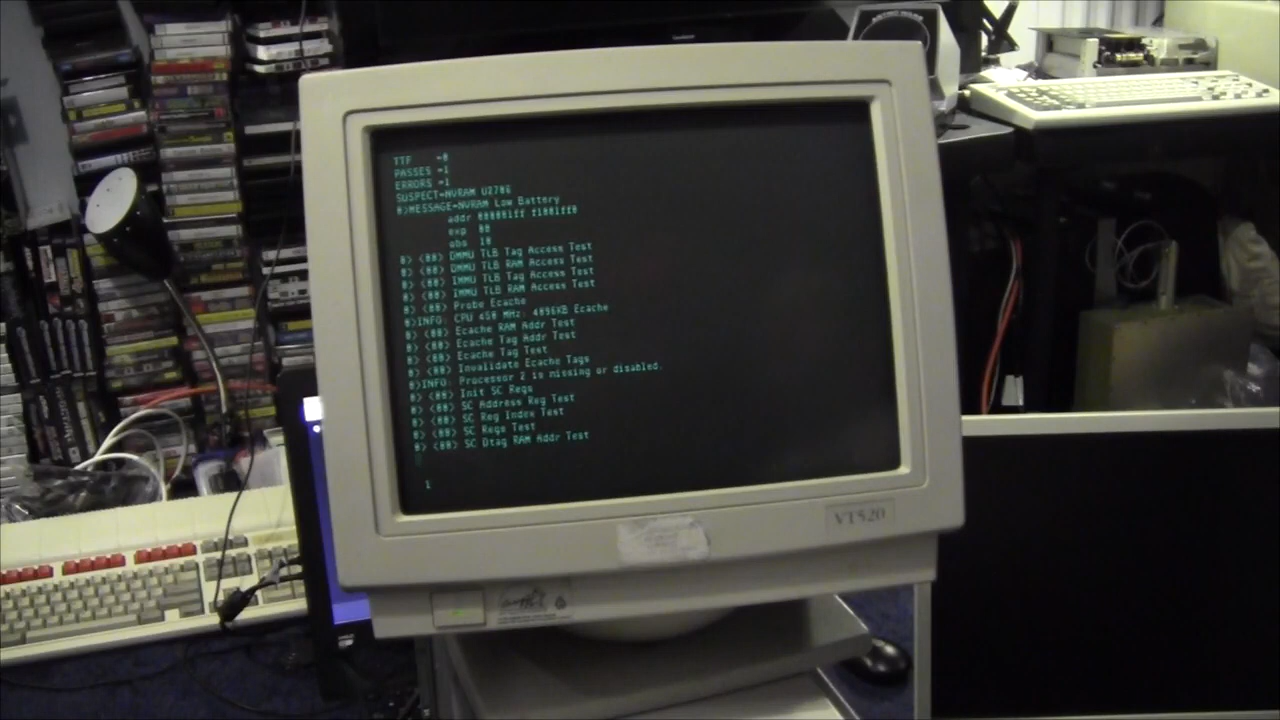 TTF =0
PASSES =1
ERRORS =1
SUSPECT=NVRAM U2706
0>MESSAGE=NVRAM Low Battery
addr 000001ff f1001ff0
exp 00
obs 10
0> <00> DMMU TLB Tag Access Test
0> <00> DMMU TLB RAM Access Test
0> <00> IMMU TLB Tag Access Test
0> <00> IMMU TLB RAM Access Test
0> <00> Probe Ecache
0>INFO: CPU 450 MHz: 4096KB Ecache
0> <00> Ecache RAM Addr Test
0> <00> Ecache Tag Addr Test
0> <00> Ecache Tag Test
0> <00> Invalidate Ecache Tags
0>INFO: Processor 2 is missing or disabled.
0> <00> Init SC Regs
0> <00> SC Address Reg Test
0> <00> SC Reg Index Test
0> <00> SC Regs Test
0> <00> SC Dtag RAM Addr Test
1
VT520